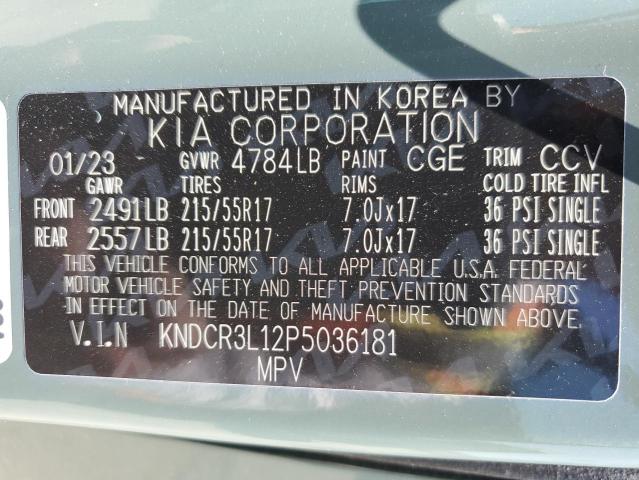 MANUFACTURED IN KOREA BY
KIA CORPORATION
01/23 GVWR 4784LB PAINT CGE TRIM CCV
GAWR TIRES RIMS COLD TIRE INFL
FRONT 2491LB 215/55R17 7.0Jx17 36 PSI SINGLE
REAR 2557LB 215/55R17 7.0Jx17 36 PSI SINGLE
THIS VEHICLE CONFORMS TO ALL APPLICABLE U.S.A. FEDERAL
MOTOR VEHICLE SAFETY AND THEFT PREVENTION STANDARDS
IN EFFECT ON THE DATE OF MANUFACTURE SHOWN ABOVE.
V.I.N KNDCR3L12P5036181
MPV